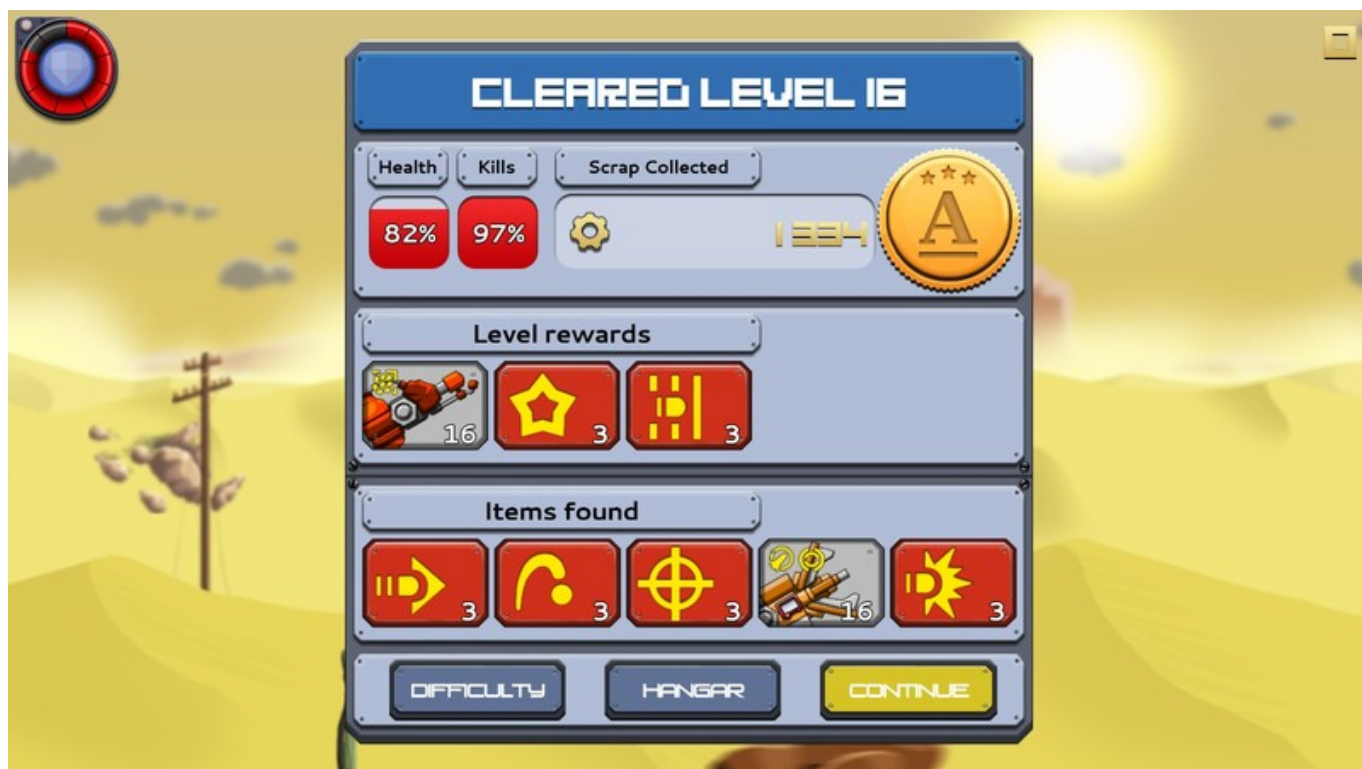 CLEARED LEVEL 16
Health Kills Scrap Collected
82% 97% 1334 A
Level rewards
16 3 3
Items found
3 3 3 16 3
DIFFICULTY HANGAR CONTINUE